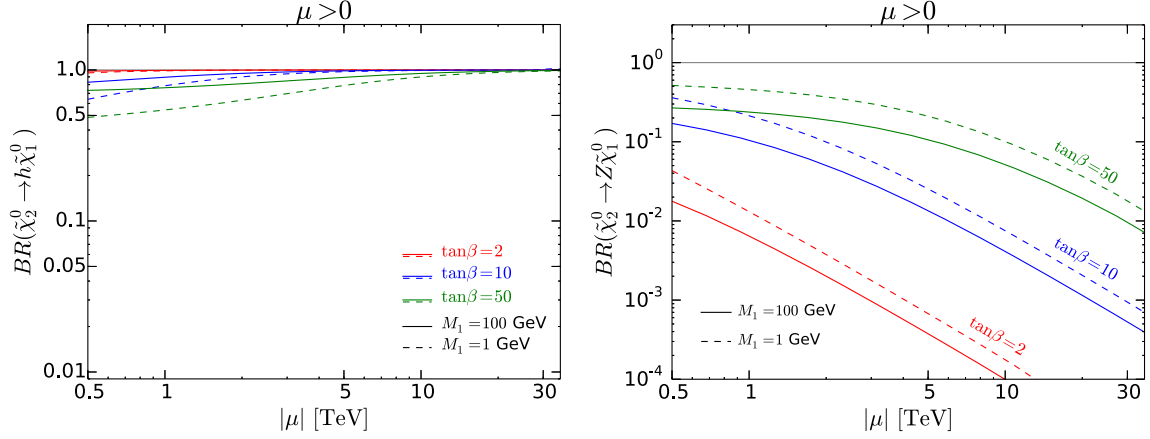 μ > 0
BR(χ̃⁰₂ → hχ̃⁰₁)
1.0
0.5
0.1
0.05
0.01
tanβ=2
tanβ=10
tanβ=50
M₁ =100 GeV
M₁ =1 GeV
0.5 1 5 10 30
|μ| [TeV]
μ > 0
BR(χ̃⁰₂ → Zχ̃⁰₁)
10⁰
10⁻¹
10⁻²
10⁻³
10⁻⁴
tanβ=50
tanβ=10
tanβ=2
M₁ =100 GeV
M₁ =1 GeV
0.5 1 5 10 30
|μ| [TeV]